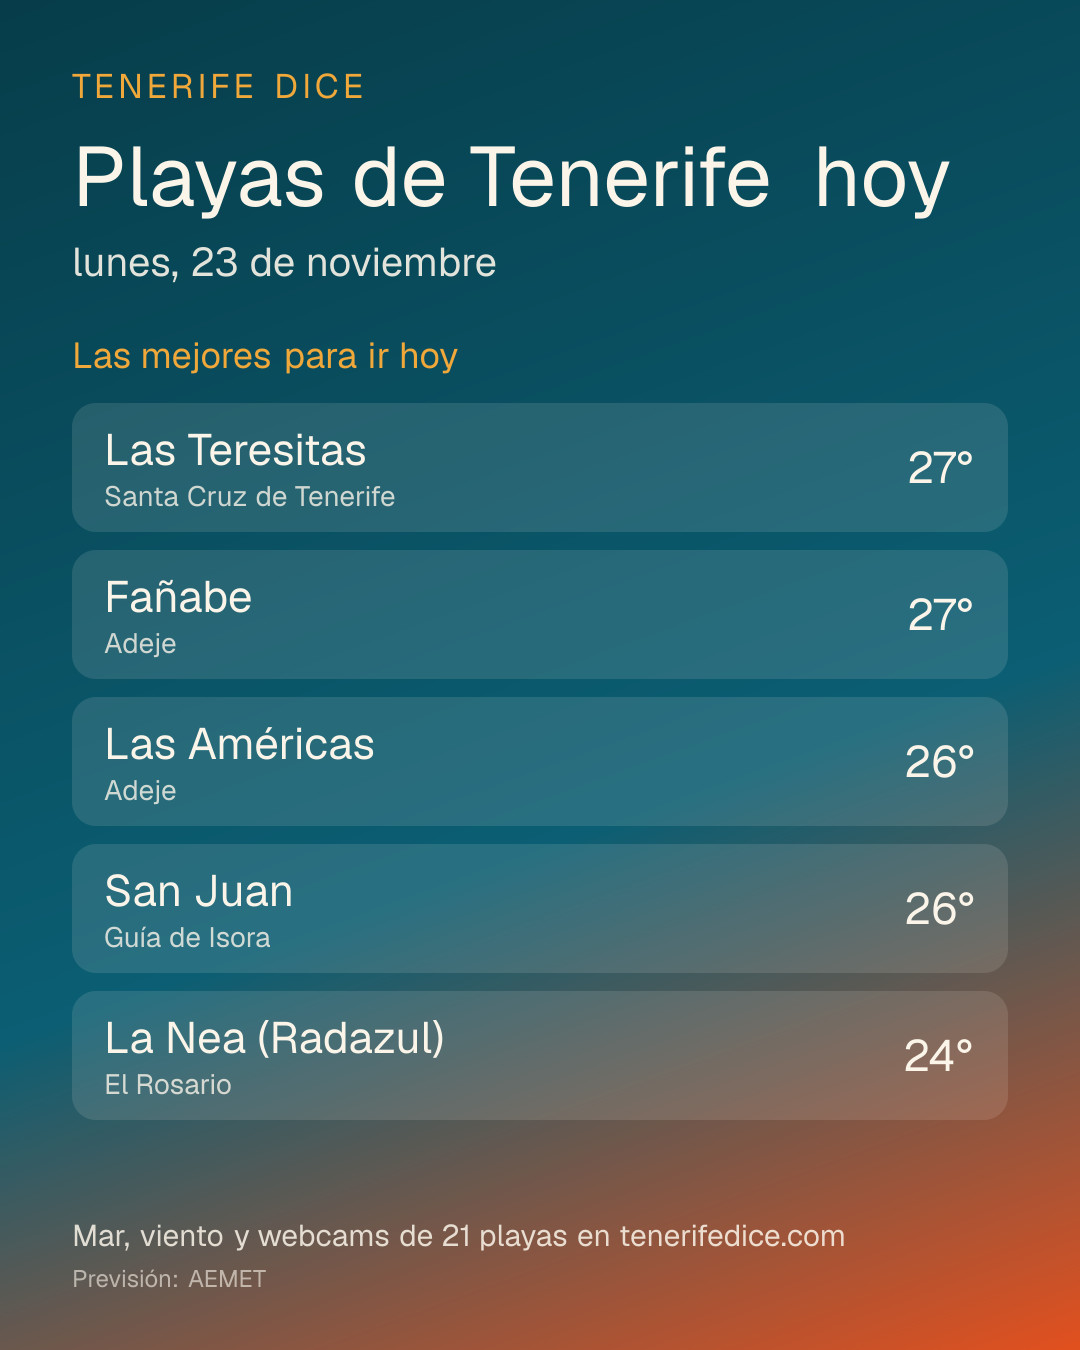 TENERIFE DICE
Playas de Tenerife hoy
lunes, 23 de noviembre
Las mejores para ir hoy
Las Teresitas
Santa Cruz de Tenerife
27°
Fañabe
Adeje
27°
Las Américas
Adeje
26°
San Juan
Guía de Isora
26°
La Nea (Radazul)
El Rosario
24°
Mar, viento y webcams de 21 playas en tenerifedice.com
Previsión: AEMET